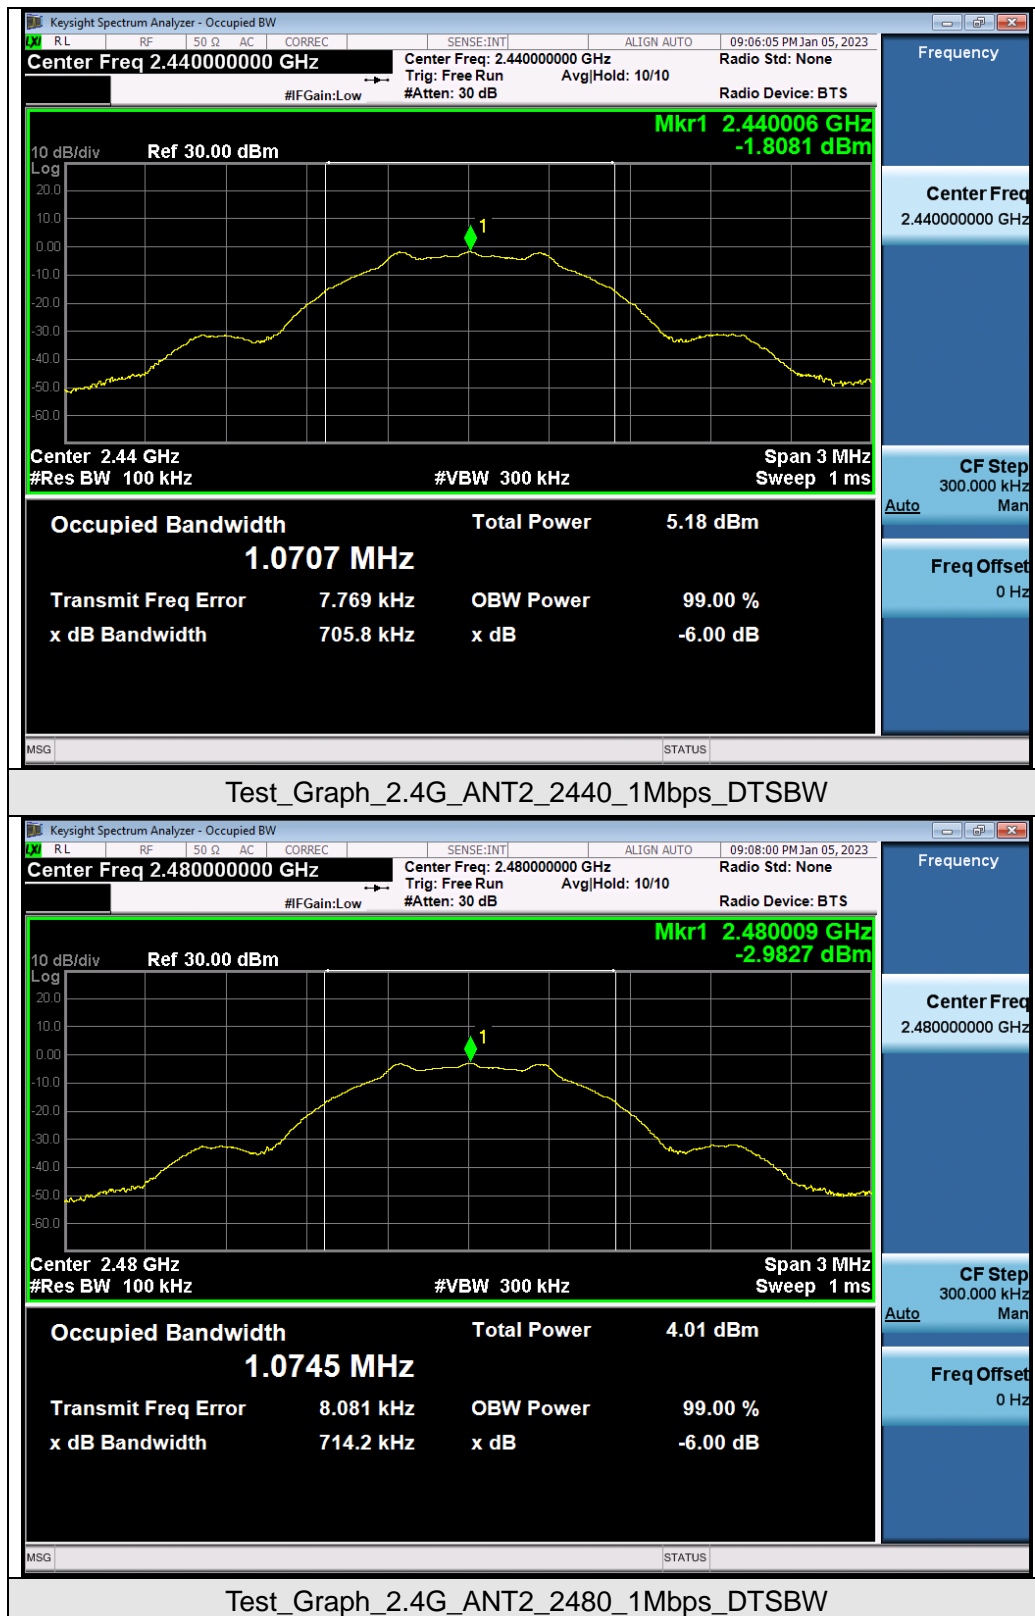 Keysight Spectrum Analyzer - Occupied BW
LXI RL RF 50 Ω AC CORREC SENSE:INT ALIGN AUTO 09:06:05 PM Jan 05, 2023
Center Freq 2.440000000 GHz
Center Freq: 2.440000000 GHz
Radio Std: None
Trig: Free Run Avg|Hold: 10/10
#IFGain:Low #Atten: 30 dB Radio Device: BTS
Mkr1 2.440006 GHz
-1.8081 dBm
10 dB/div Ref 30.00 dBm
Log
20.0
10.0
0.00
-10.0
-20.0
-30.0
-40.0
-50.0
-60.0
1
Center 2.44 GHz Span 3 MHz
#Res BW 100 kHz #VBW 300 kHz Sweep 1 ms
Occupied Bandwidth Total Power 5.18 dBm
1.0707 MHz
Transmit Freq Error 7.769 kHz OBW Power 99.00 %
x dB Bandwidth 705.8 kHz x dB -6.00 dB
MSG STATUS
Frequency
Center Freq
2.440000000 GHz
CF Step
300.000 kHz
Auto Man
Freq Offset
0 Hz
Test_Graph_2.4G_ANT2_2440_1Mbps_DTSBW
Keysight Spectrum Analyzer - Occupied BW
LXI RL RF 50 Ω AC CORREC SENSE:INT ALIGN AUTO 09:08:00 PM Jan 05, 2023
Center Freq 2.480000000 GHz
Center Freq: 2.480000000 GHz
Radio Std: None
Trig: Free Run Avg|Hold: 10/10
#IFGain:Low #Atten: 30 dB Radio Device: BTS
Mkr1 2.480009 GHz
-2.9827 dBm
10 dB/div Ref 30.00 dBm
Log
20.0
10.0
0.00
-10.0
-20.0
-30.0
-40.0
-50.0
-60.0
1
Center 2.48 GHz Span 3 MHz
#Res BW 100 kHz #VBW 300 kHz Sweep 1 ms
Occupied Bandwidth Total Power 4.01 dBm
1.0745 MHz
Transmit Freq Error 8.081 kHz OBW Power 99.00 %
x dB Bandwidth 714.2 kHz x dB -6.00 dB
MSG STATUS
Frequency
Center Freq
2.480000000 GHz
CF Step
300.000 kHz
Auto Man
Freq Offset
0 Hz
Test_Graph_2.4G_ANT2_2480_1Mbps_DTSBW